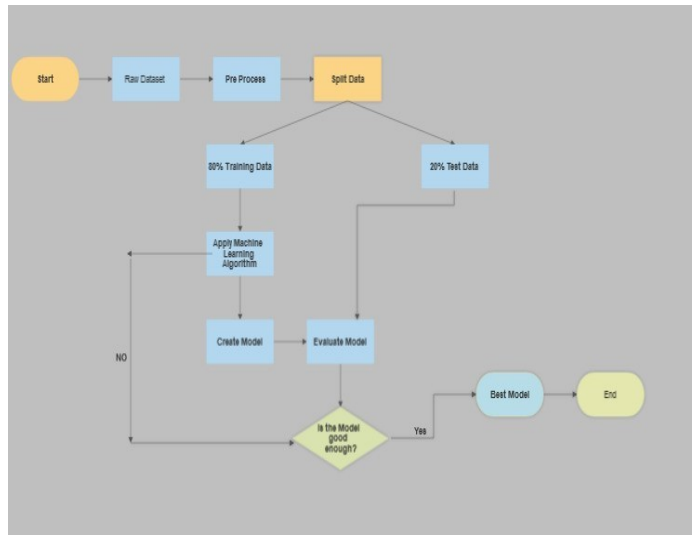 Start
Raw Dataset
Pre Process
Split Data
80% Training Data
20% Test Data
Apply Machine
Learning
Algorithm
Create Model
Evaluate Model
NO
Is the Model
good
enough?
Yes
Best Model
End